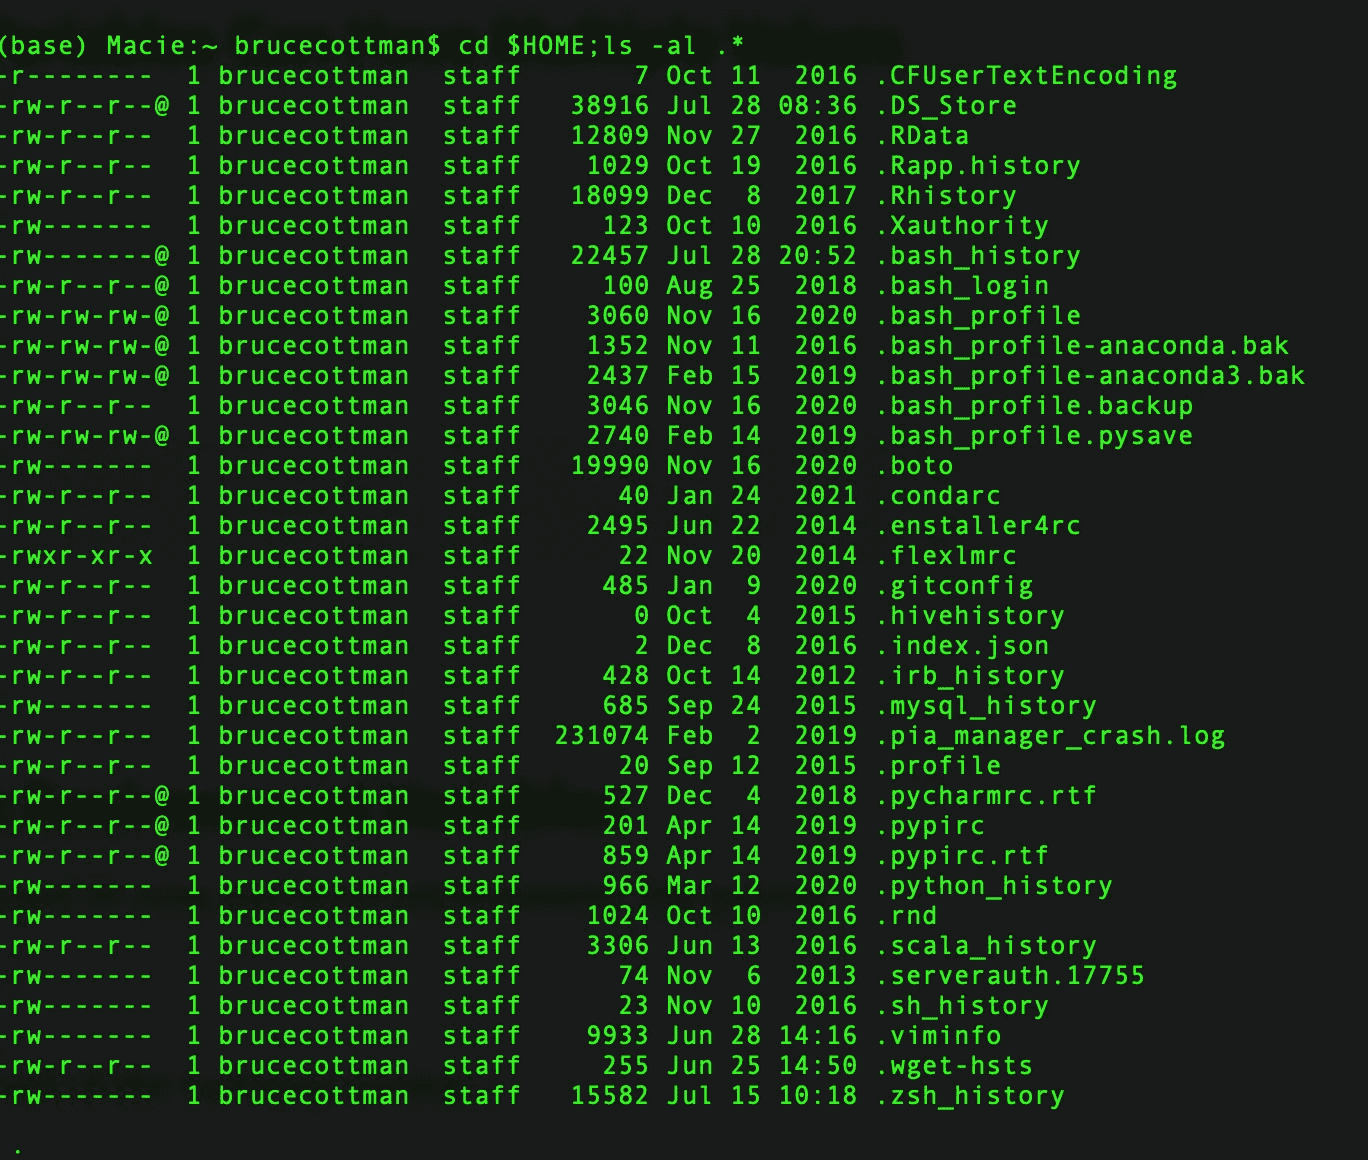 (base) Macie:~ brucecottman$ cd $HOME;ls -al .*
-r--------  1 brucecottman  staff       7 Oct 11  2016 .CFUserTextEncoding
-rw-r--r--@ 1 brucecottman  staff   38916 Jul 28 08:36 .DS_Store
-rw-r--r--  1 brucecottman  staff   12809 Nov 27  2016 .RData
-rw-r--r--  1 brucecottman  staff    1029 Oct 19  2016 .Rapp.history
-rw-r--r--  1 brucecottman  staff   18099 Dec  8  2017 .Rhistory
-rw-------  1 brucecottman  staff     123 Oct 10  2016 .Xauthority
-rw-------@ 1 brucecottman  staff   22457 Jul 28 20:52 .bash_history
-rw-r--r--@ 1 brucecottman  staff     100 Aug 25  2018 .bash_login
-rw-rw-rw-@ 1 brucecottman  staff    3060 Nov 16  2020 .bash_profile
-rw-rw-rw-@ 1 brucecottman  staff    1352 Nov 11  2016 .bash_profile-anaconda.bak
-rw-rw-rw-@ 1 brucecottman  staff    2437 Feb 15  2019 .bash_profile-anaconda3.bak
-rw-r--r--  1 brucecottman  staff    3046 Nov 16  2020 .bash_profile.backup
-rw-rw-rw-@ 1 brucecottman  staff    2740 Feb 14  2019 .bash_profile.pysave
-rw-------  1 brucecottman  staff   19990 Nov 16  2020 .boto
-rw-r--r--  1 brucecottman  staff      40 Jan 24  2021 .condarc
-rw-r--r--  1 brucecottman  staff    2495 Jun 22  2014 .enstaller4rc
-rwxr-xr-x  1 brucecottman  staff      22 Nov 20  2014 .flexlmrc
-rw-r--r--  1 brucecottman  staff     485 Jan  9  2020 .gitconfig
-rw-r--r--  1 brucecottman  staff       0 Oct  4  2015 .hivehistory
-rw-r--r--  1 brucecottman  staff       2 Dec  8  2016 .index.json
-rw-r--r--  1 brucecottman  staff     428 Oct 14  2012 .irb_history
-rw-------  1 brucecottman  staff     685 Sep 24  2015 .mysql_history
-rw-r--r--  1 brucecottman  staff  231074 Feb  2  2019 .pia_manager_crash.log
-rw-r--r--  1 brucecottman  staff      20 Sep 12  2015 .profile
-rw-r--r--@ 1 brucecottman  staff     527 Dec  4  2018 .pycharmrc.rtf
-rw-r--r--@ 1 brucecottman  staff     201 Apr 14  2019 .pypirc
-rw-r--r--@ 1 brucecottman  staff     859 Apr 14  2019 .pypirc.rtf
-rw-------  1 brucecottman  staff     966 Mar 12  2020 .python_history
-rw-------  1 brucecottman  staff    1024 Oct 10  2016 .rnd
-rw-r--r--  1 brucecottman  staff    3306 Jun 13  2016 .scala_history
-rw-------  1 brucecottman  staff      74 Nov  6  2013 .serverauth.17755
-rw-------  1 brucecottman  staff      23 Nov 10  2016 .sh_history
-rw-------  1 brucecottman  staff    9933 Jun 28 14:16 .viminfo
-rw-r--r--  1 brucecottman  staff     255 Jun 25 14:50 .wget-hsts
-rw-------  1 brucecottman  staff   15582 Jul 15 10:18 .zsh_history
.